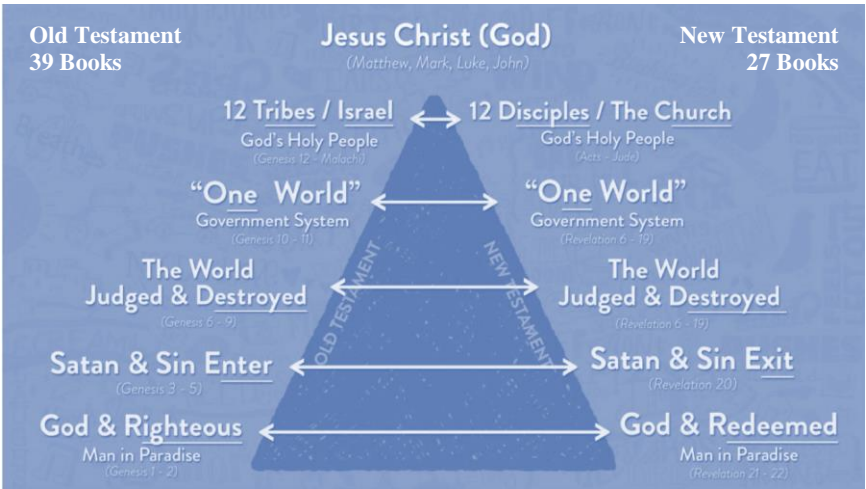 Old Testament
39 Books
Jesus Christ (God)
(Matthew, Mark, Luke, John)
New Testament
27 Books
12 Tribes / Israel
God's Holy People
(Genesis 12 - Malachi)
12 Disciples / The Church
God's Holy People
(Acts - Jude)
"One World"
Government System
(Genesis 10 - 11)
"One World"
Government System
(Revelation 6 - 19)
OLD TESTAMENT
NEW TESTAMENT
The World
Judged & Destroyed
(Genesis 6 - 9)
The World
Judged & Destroyed
(Revelation 6 - 19)
Satan & Sin Enter
(Genesis 3 - 5)
Satan & Sin Exit
(Revelation 20)
God & Righteous
Man in Paradise
(Genesis 1 - 2)
God & Redeemed
Man in Paradise
(Revelation 21 - 22)